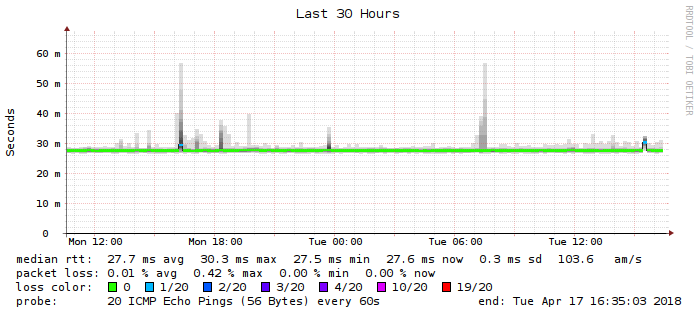 Last 30 Hours
RRDTOOL / TOBI OETIKER
Seconds
60 m
50 m
40 m
30 m
20 m
10 m
0
Mon 12:00 Mon 18:00 Tue 00:00 Tue 06:00 Tue 12:00
median rtt: 27.7 ms avg 30.3 ms max 27.5 ms min 27.6 ms now 0.3 ms sd 103.6 am/s
packet loss: 0.01 % avg 0.42 % max 0.00 % min 0.00 % now
loss color: 0 1/20 2/20 3/20 4/20 10/20 19/20
probe: 20 ICMP Echo Pings (56 Bytes) every 60s end: Tue Apr 17 16:35:03 2018